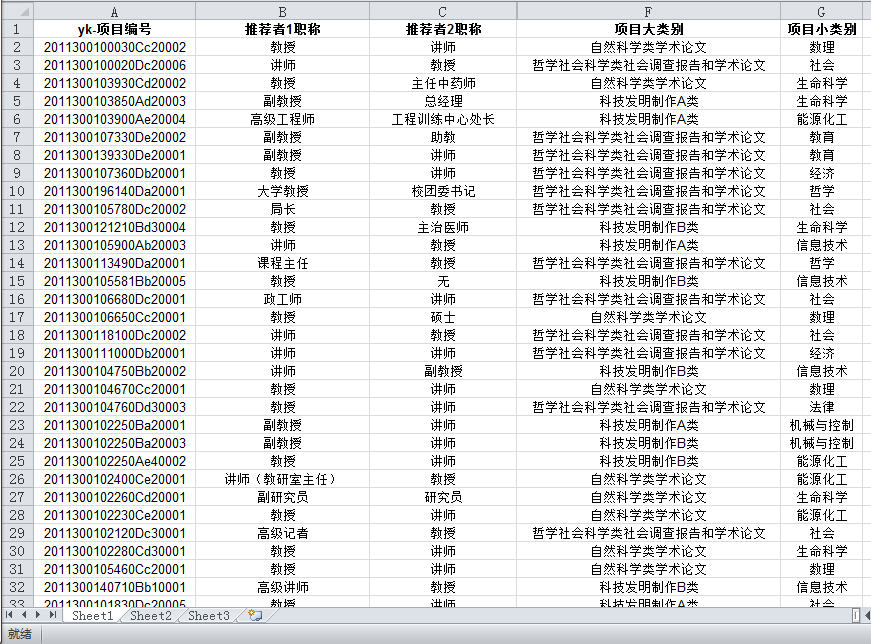 A B C F G
1 yk-项目编号 推荐者1职称 推荐者2职称 项目大类别 项目小类别
2 2011300100030Cc20002 教授 讲师 自然科学类学术论文 数理
3 2011300100020Dc20006 讲师 教授 哲学社会科学类社会调查报告和学术论文 社会
4 2011300103930Cd20002 教授 主任中药师 自然科学类学术论文 生命科学
5 2011300103850Ad20003 副教授 总经理 科技发明制作A类 生命科学
6 2011300103900Ae20004 高级工程师 工程训练中心处长 科技发明制作A类 能源化工
7 2011300107330De20002 副教授 助教 哲学社会科学类社会调查报告和学术论文 教育
8 2011300139330De20001 副教授 讲师 哲学社会科学类社会调查报告和学术论文 教育
9 2011300107360Db20001 教授 讲师 哲学社会科学类社会调查报告和学术论文 经济
10 2011300196140Da20001 大学教授 校团委书记 哲学社会科学类社会调查报告和学术论文 哲学
11 2011300105780Dc20002 局长 教授 哲学社会科学类社会调查报告和学术论文 社会
12 2011300121210Bd30004 教授 主治医师 科技发明制作B类 生命科学
13 2011300105900Ab20003 讲师 教授 科技发明制作A类 信息技术
14 2011300113490Da20001 课程主任 教授 哲学社会科学类社会调查报告和学术论文 哲学
15 2011300105581Bb20005 教授 无 科技发明制作B类 信息技术
16 2011300106680Dc20001 政工师 讲师 哲学社会科学类社会调查报告和学术论文 社会
17 2011300106650Cc20001 教授 硕士 自然科学类学术论文 数理
18 2011300118100Dc20002 讲师 教授 哲学社会科学类社会调查报告和学术论文 社会
19 2011300111000Db20001 讲师 讲师 哲学社会科学类社会调查报告和学术论文 经济
20 2011300104750Bb20002 讲师 副教授 科技发明制作B类 信息技术
21 2011300104670Cc20001 教授 讲师 自然科学类学术论文 数理
22 2011300104760Dd30003 教授 讲师 哲学社会科学类社会调查报告和学术论文 法律
23 2011300102250Ba20001 副教授 讲师 科技发明制作A类 机械与控制
24 2011300102250Ba20003 副教授 讲师 科技发明制作B类 机械与控制
25 2011300102250Ae40002 教授 讲师 科技发明制作B类 能源化工
26 2011300102400Ce20001 讲师（教研室主任） 教授 自然科学类学术论文 能源化工
27 2011300102260Cd20001 副研究员 研究员 自然科学类学术论文 生命科学
28 2011300102230Ce20001 教授 讲师 自然科学类学术论文 能源化工
29 2011300102120Dc30001 高级记者 教授 哲学社会科学类社会调查报告和学术论文 社会
30 2011300102280Cd30001 教授 讲师 自然科学类学术论文 生命科学
31 2011300105460Cc20001 教授 讲师 自然科学类学术论文 数理
32 2011300140710Bb10001 高级讲师 教授 科技发明制作B类 信息技术
33 2011300101830Dc20005 教授 讲师 科技发明制作A类 社会
Sheet1 Sheet2 Sheet3
就绪